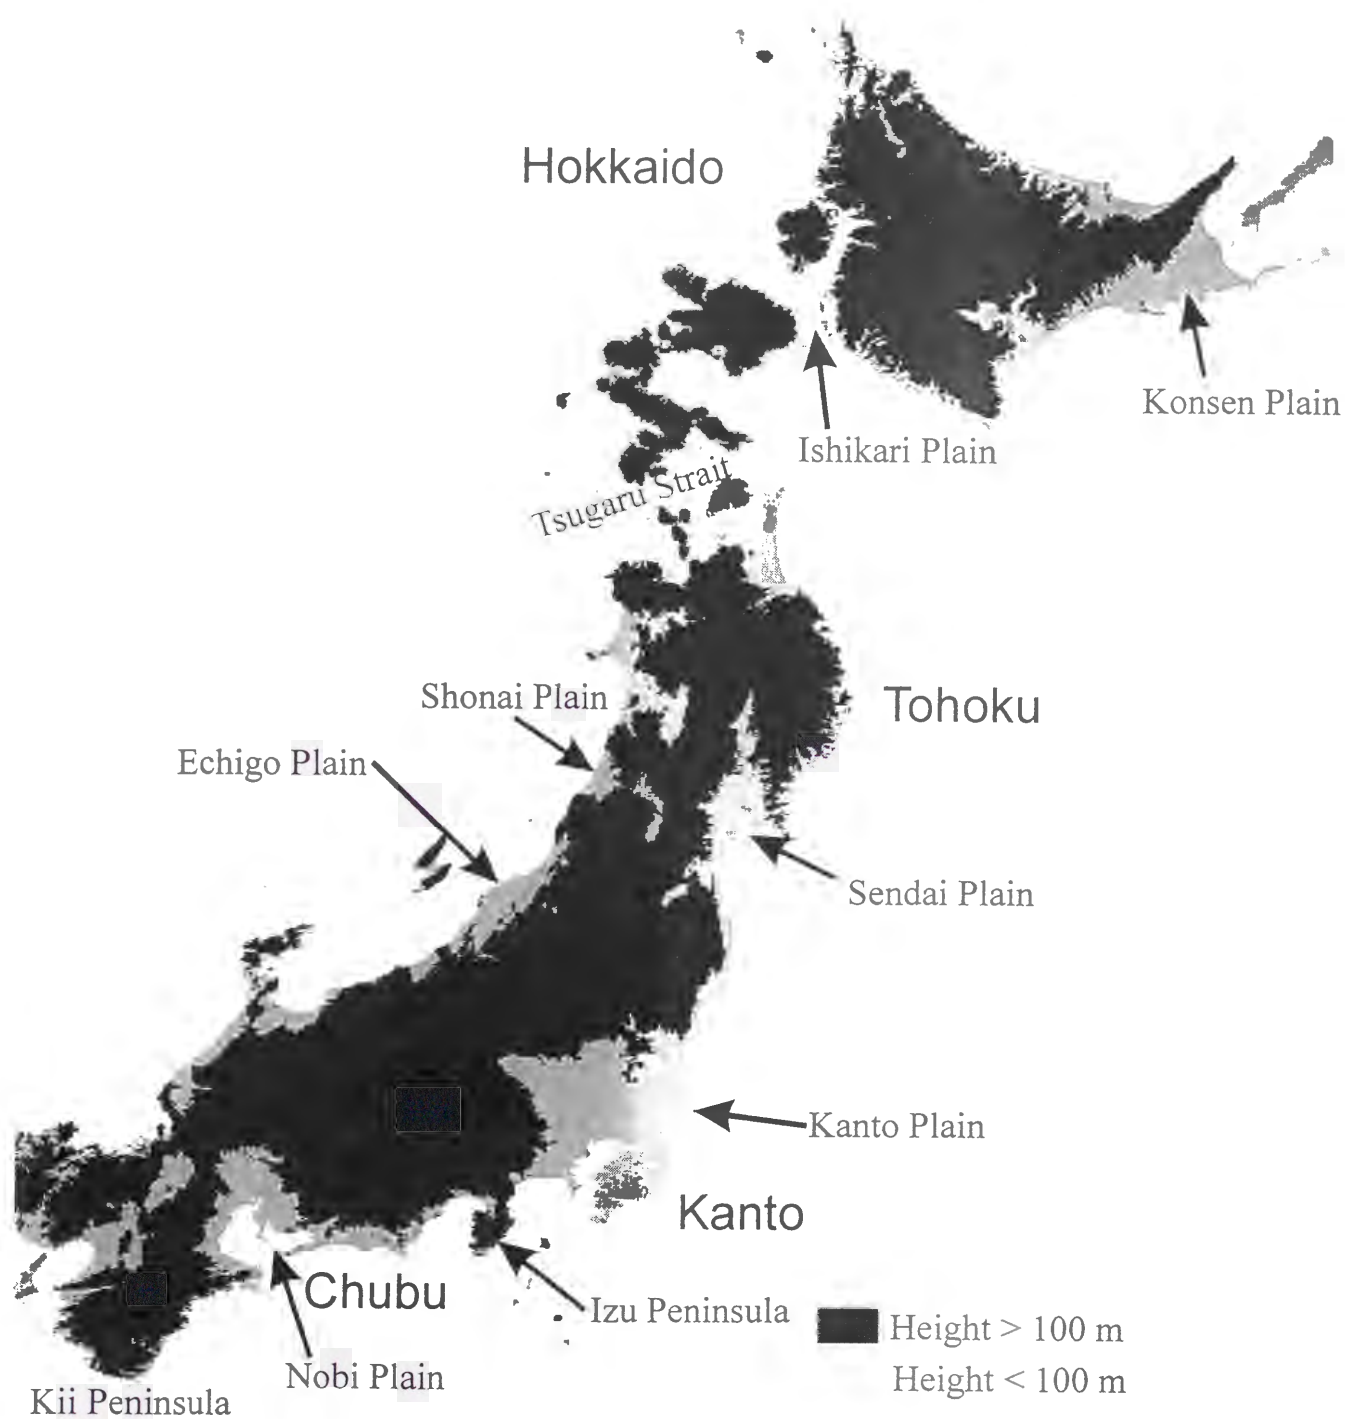 Hokkaido
Konsen Plain
Ishikari Plain
Tsugaru Strait
Shonai Plain
Tohoku
Echigo Plain
Sendai Plain
Kanto Plain
Kanto
Chubu
Izu Peninsula
Height > 100 m
Nobi Plain
Height < 100 m
Kii Peninsula